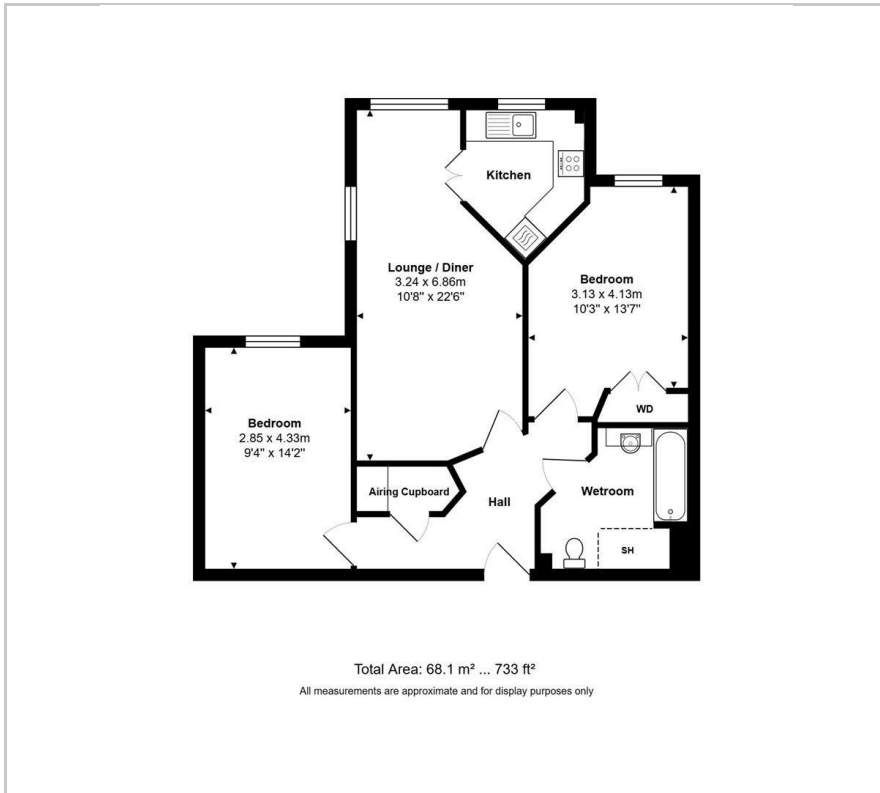 Kitchen
Lounge / Diner
3.24 x 6.86m
10'8" x 22'6"
Bedroom
3.13 x 4.13m
10'3" x 13'7"
WD
Bedroom
2.85 x 4.33m
9'4" x 14'2"
Airing Cupboard
Hall
Wetroom
SH
Total Area: 68.1 m² ... 733 ft²
All measurements are approximate and for display purposes only